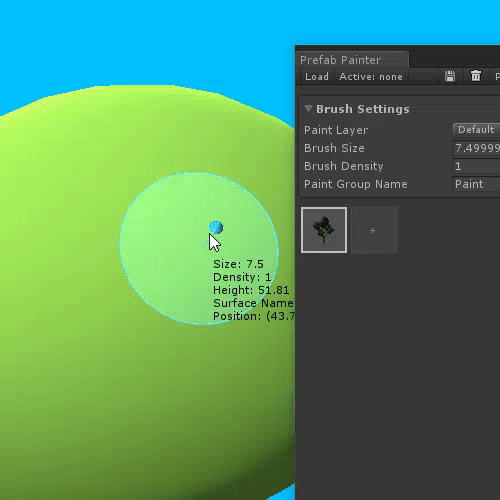 Prefab Painter
Load Active: none P
Brush Settings
Paint Layer Default
Brush Size 7.49999
Brush Density 1
Paint Group Name Paint
+
Size: 7.5
Density: 1
Height: 51.81
Surface Name
Position: (43.7